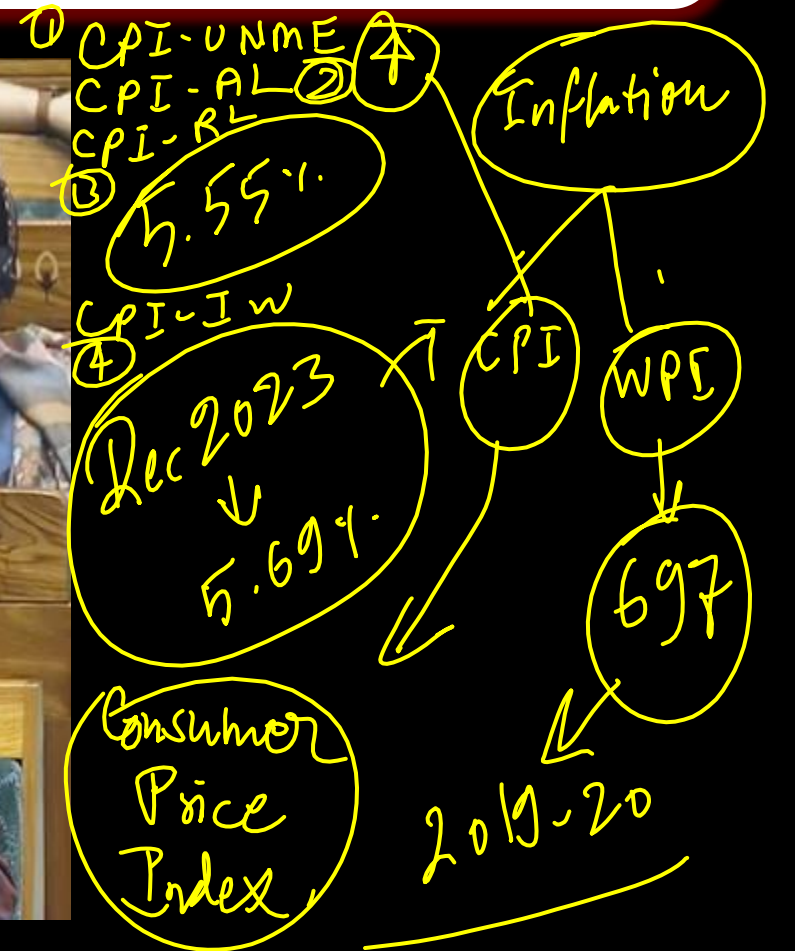 ① CPI-UNME
CPI-AL ② 4
CPI-RL
③
5.55%.
CPI-IW
④
Dec 2023
5.69%.
Inflation
CPI
WPI
697
2019-20
Consumer
Price
Index